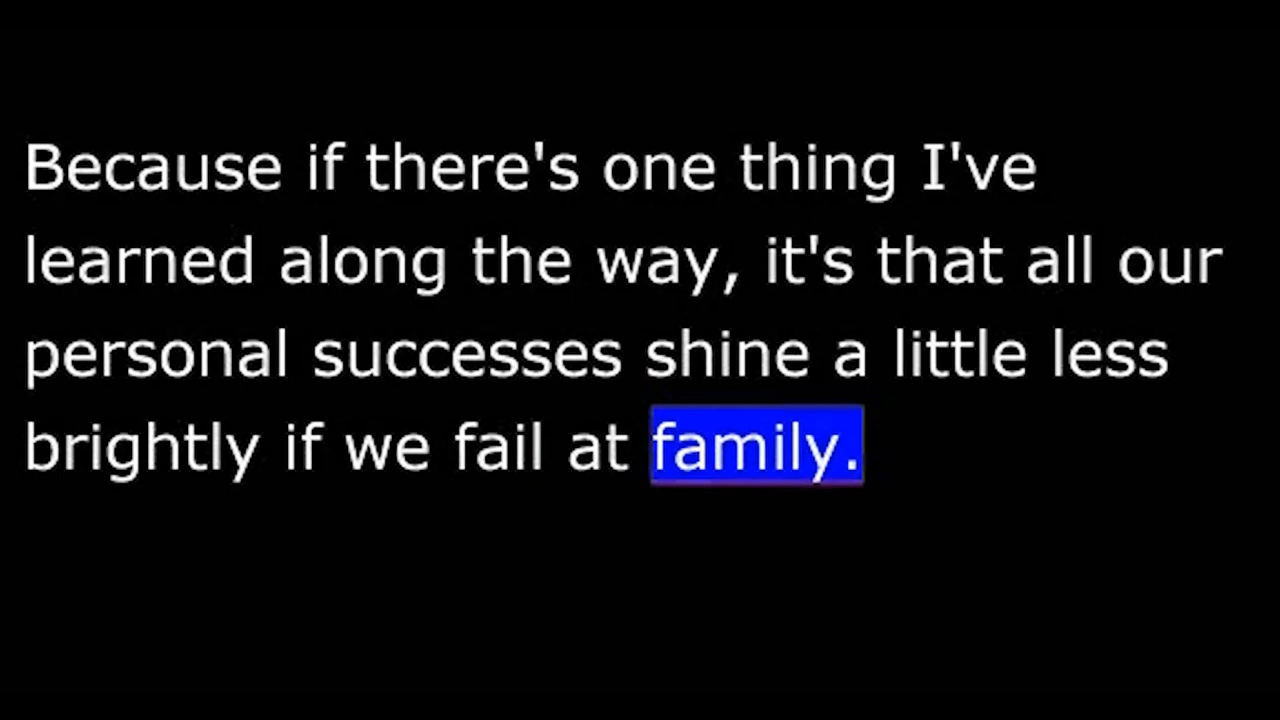 Because if there's one thing I've
learned along the way, it's that all our
personal successes shine a little less
brightly if we fail at family.